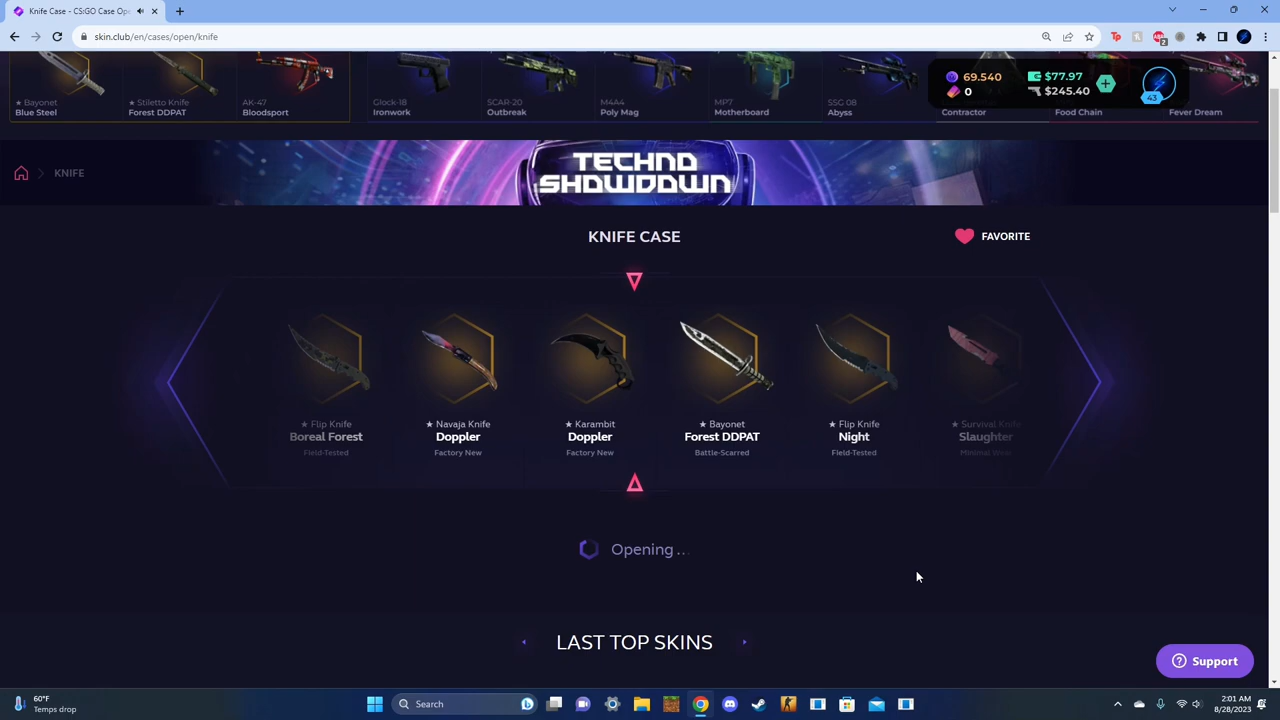 Knife Case - CS:GO Case Op
skin.club/en/cases/open/knife
★ Bayonet
Blue Steel
★ Stiletto Knife
Forest DDPAT
AK-47
Bloodsport
Glock-18
Ironwork
SCAR-20
Outbreak
M4A4
Poly Mag
MP7
Motherboard
SSG 08
Abyss
Contractor
Food Chain
Fever Dream
69.540
$77.97
0
$245.40
43
KNIFE
TECHNO
SHOWDOWN
KNIFE CASE
FAVORITE
★ Flip Knife
Boreal Forest
Field-Tested
★ Navaja Knife
Doppler
Factory New
★ Karambit
Doppler
Factory New
★ Bayonet
Forest DDPAT
Battle-Scarred
★ Flip Knife
Night
Field-Tested
★ Survival Knife
Slaughter
Minimal Wear
Opening...
LAST TOP SKINS
Support
60°F
Temps drop
Search
2:01 AM
8/28/2023